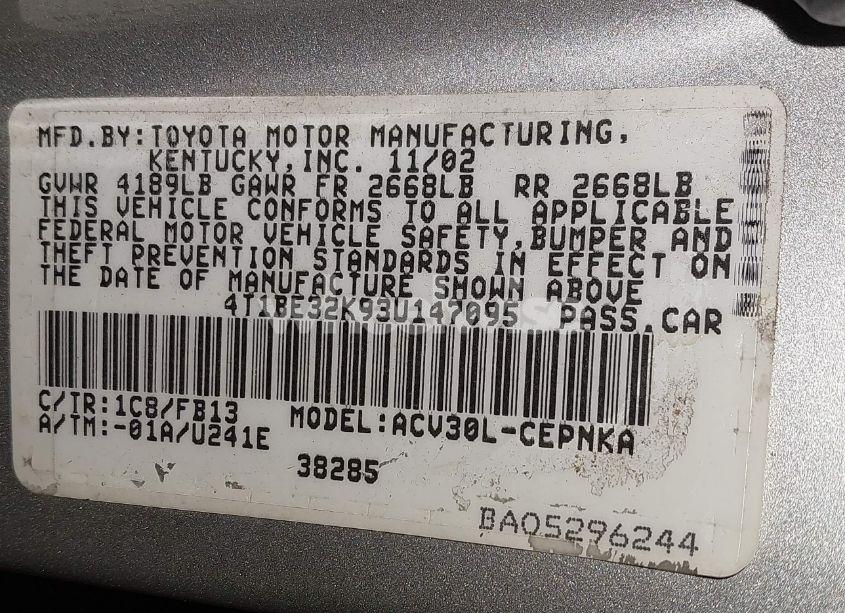 MFD.BY:TOYOTA MOTOR MANUFACTURING,
KENTUCKY,INC. 11/02
GVWR 4189LB GAWR FR 2668LB RR 2668LB
THIS VEHICLE CONFORMS TO ALL APPLICABLE
FEDERAL MOTOR VEHICLE SAFETY,BUMPER AND
THEFT PREVENTION STANDARDS IN EFFECT ON
THE DATE OF MANUFACTURE SHOWN ABOVE
4T1BE32K93U147095 PASS.CAR
C/TR:1C8/FB13 MODEL:ACV30L-CEPNKA
A/TM:-01A/U241E
38285
BA05296244